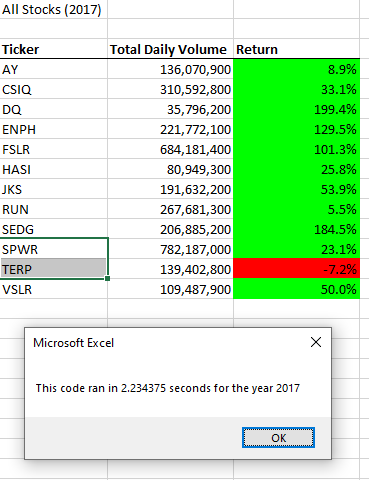 All Stocks (2017)
Ticker Total Daily Volume Return
AY 136,070,900 8.9%
CSIQ 310,592,800 33.1%
DQ 35,796,200 199.4%
ENPH 221,772,100 129.5%
FSLR 684,181,400 101.3%
HASI 80,949,300 25.8%
JKS 191,632,200 53.9%
RUN 267,681,300 5.5%
SEDG 206,885,200 184.5%
SPWR 782,187,000 23.1%
TERP 139,402,800 -7.2%
VSLR 109,487,900 50.0%
Microsoft Excel
This code ran in 2.234375 seconds for the year 2017
OK